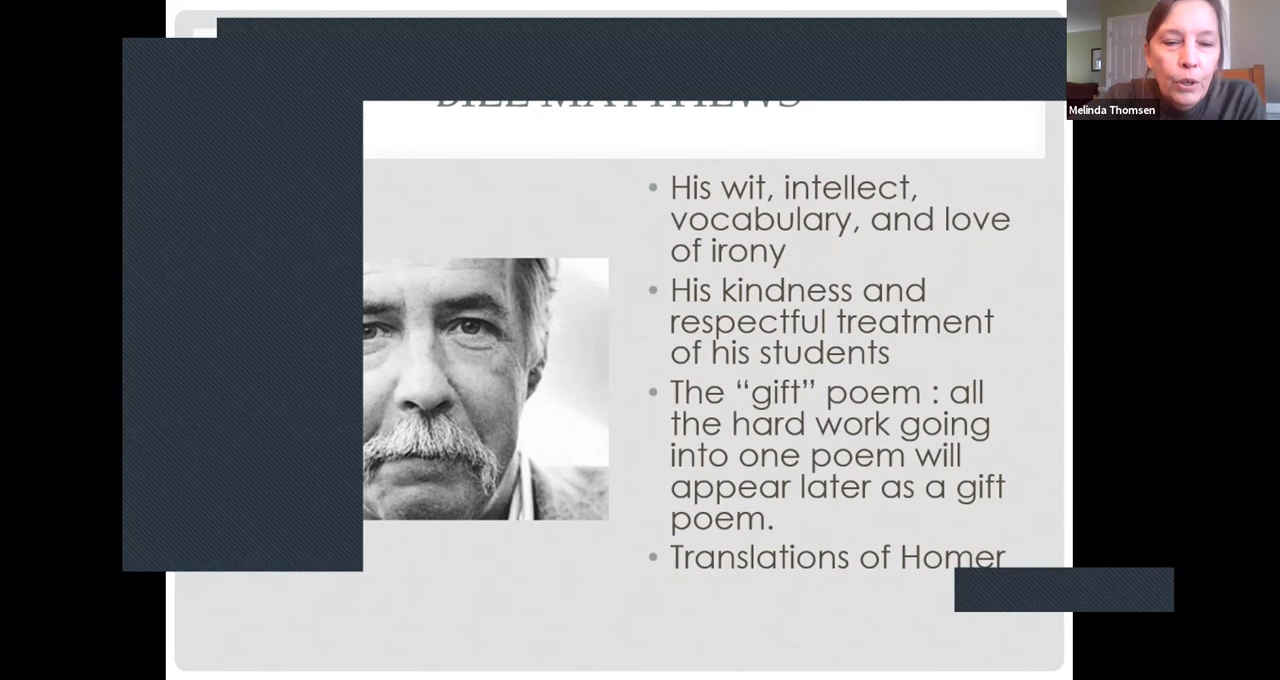 BILL MATTHEWS
Melinda Thomsen
• His wit, intellect,
vocabulary, and love
of irony
• His kindness and
respectful treatment
of his students
• The “gift” poem : all
the hard work going
into one poem will
appear later as a gift
poem.
• Translations of Homer